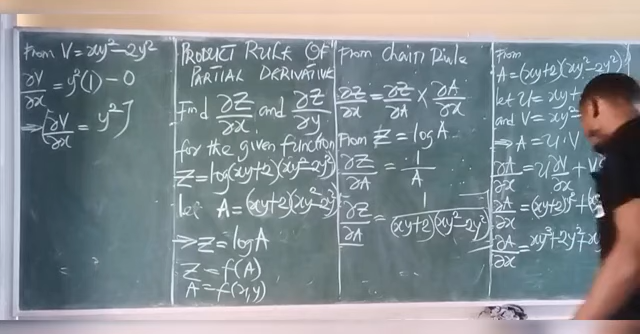 From V = xy² - 2y²
∂V/∂x = y²(1) - 0
⇒ [∂V/∂x = y²]
PRODUCT RULE OF
PARTIAL DERIVATIVE
Find ∂Z/∂x and ∂Z/∂y
for the given function
Z = log(xy+2)(xy²-2y²)
let A = (xy+2)(xy²-2y²)
⇒ Z = log A
Z = f(A)
A = f(x,y)
From Chain Rule
∂Z/∂x = ∂Z/∂A × ∂A/∂x
From Z = log A
∂Z/∂A = 1/A
∂Z/∂A = 1/(xy+2)(xy²-2y²)
From
A = (xy+2)(xy²-2y²)
let U = xy+
and V = xy²
⇒ A = U·V
∂A/∂x = U ∂V/∂x + V
∂A/∂x = (xy+2)y² +
∂A/∂x = xy³+2y²+x